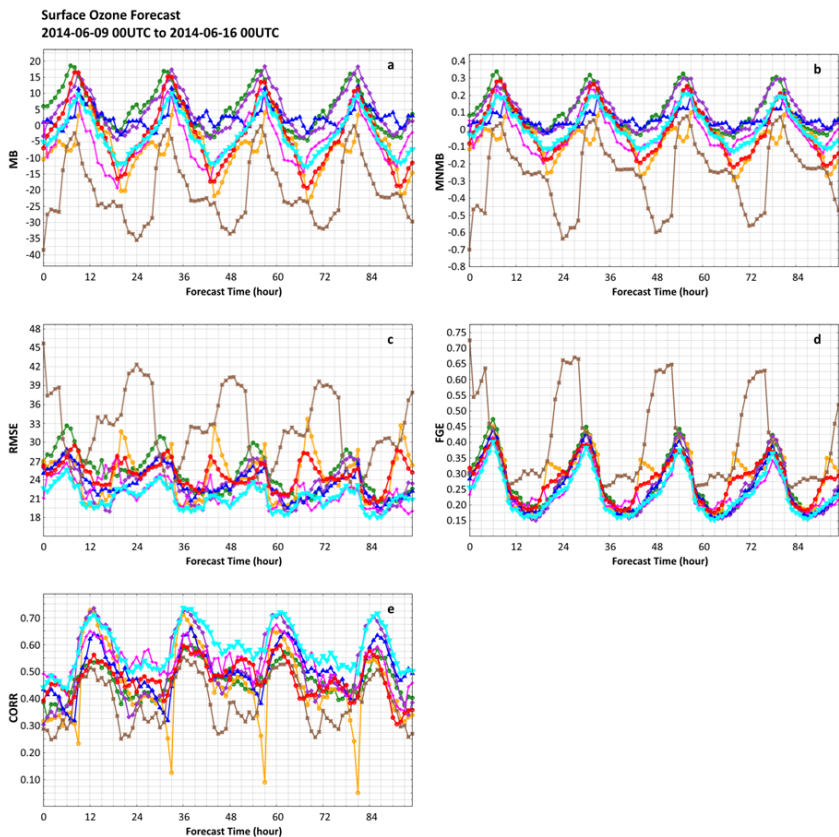 Surface Ozone Forecast
2014-06-09 00UTC to 2014-06-16 00UTC
a
MB
20
15
10
5
0
-5
-10
-15
-20
-25
-30
-35
-40
0 12 24 36 48 60 72 84
Forecast Time (hour)
b
MNMB
0.4
0.3
0.2
0.1
0
-0.1
-0.2
-0.3
-0.4
-0.5
-0.6
-0.7
-0.8
0 12 24 36 48 60 72 84
Forecast Time (hour)
c
RMSE
48
45
42
39
36
33
30
27
24
21
18
0 12 24 36 48 60 72 84
Forecast Time (hour)
d
FGE
0.75
0.70
0.65
0.60
0.55
0.50
0.45
0.40
0.35
0.30
0.25
0.20
0.15
0 12 24 36 48 60 72 84
Forecast Time (hour)
e
CORR
0.70
0.60
0.50
0.40
0.30
0.20
0.10
0 12 24 36 48 60 72 84
Forecast Time (hour)